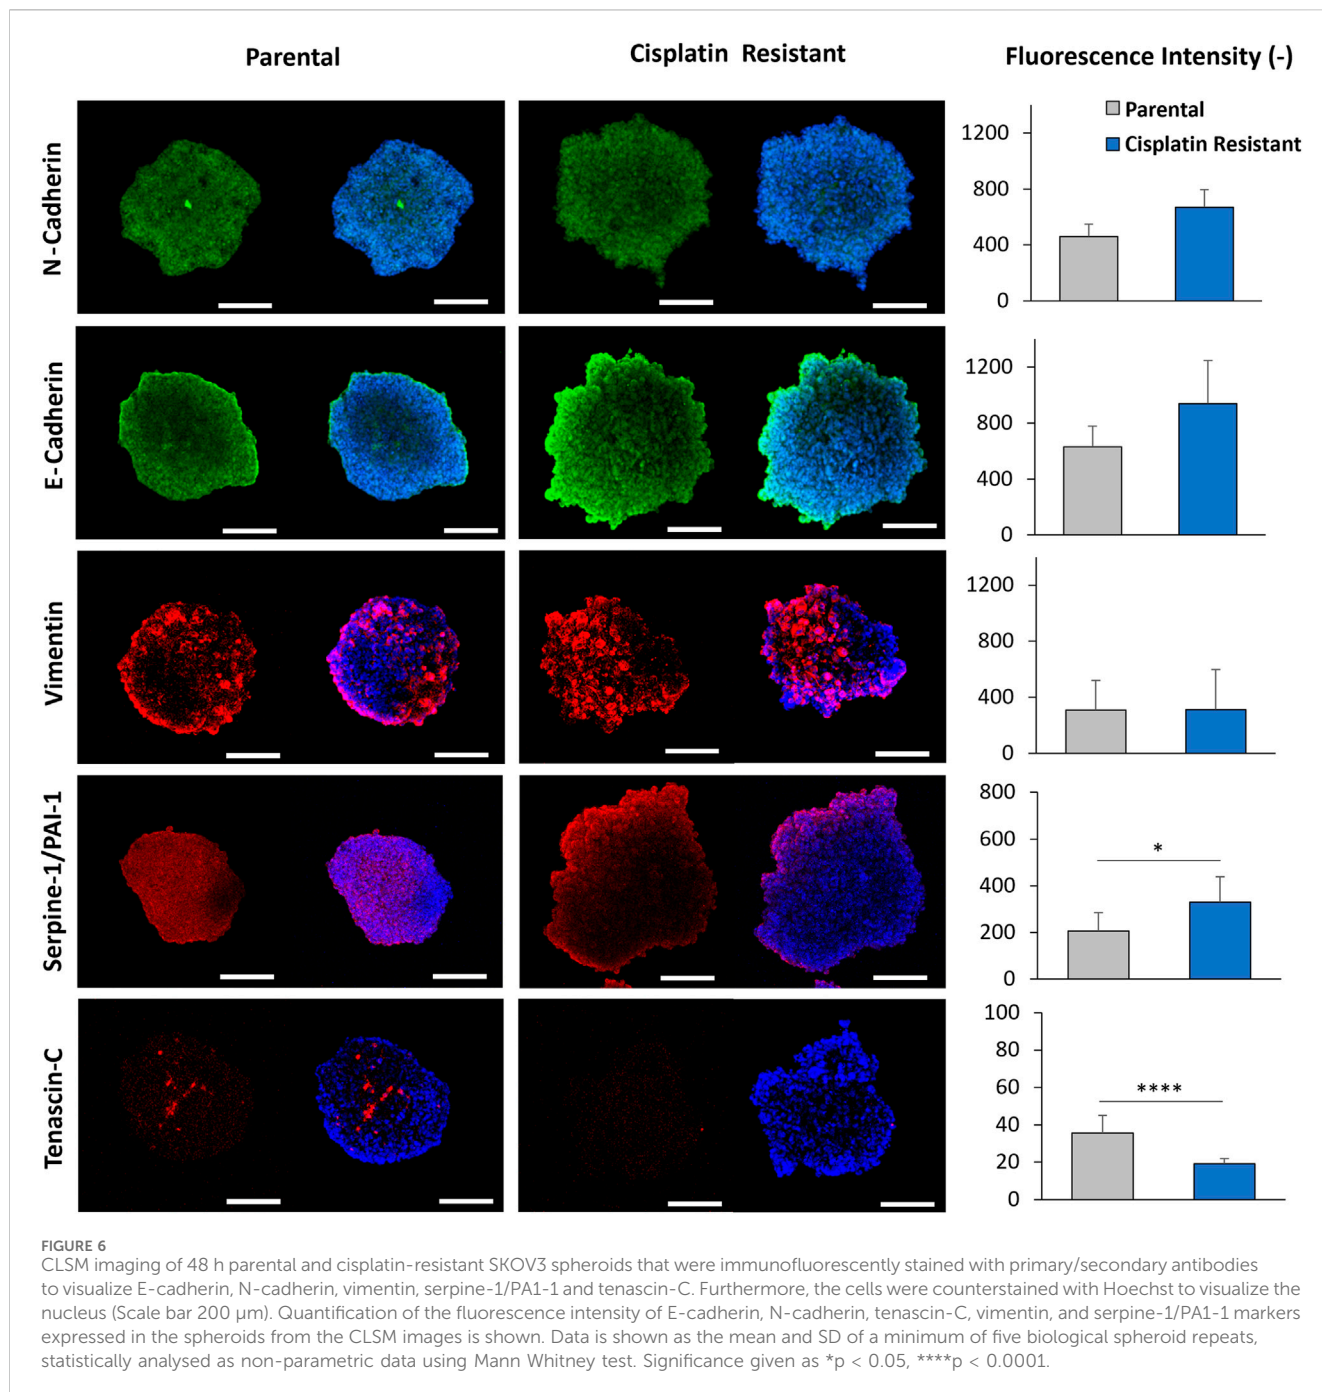 Parental
Cisplatin Resistant
Fluorescence Intensity (-)
N-Cadherin
Parental
Cisplatin Resistant
1200
800
400
0
E-Cadherin
1200
800
400
0
Vimentin
1200
800
400
0
Serpine-1/PAI-1
800
600
400
200
0
*
Tenascin-C
100
80
60
40
20
0
****
FIGURE 6
CLSM imaging of 48 h parental and cisplatin-resistant SKOV3 spheroids that were immunofluorescently stained with primary/secondary antibodies
to visualize E-cadherin, N-cadherin, vimentin, serpine-1/PA1-1 and tenascin-C. Furthermore, the cells were counterstained with Hoechst to visualize the
nucleus (Scale bar 200 µm). Quantification of the fluorescence intensity of E-cadherin, N-cadherin, tenascin-C, vimentin, and serpine-1/PA1-1 markers
expressed in the spheroids from the CLSM images is shown. Data is shown as the mean and SD of a minimum of five biological spheroid repeats,
statistically analysed as non-parametric data using Mann Whitney test. Significance given as *p < 0.05, ****p < 0.0001.